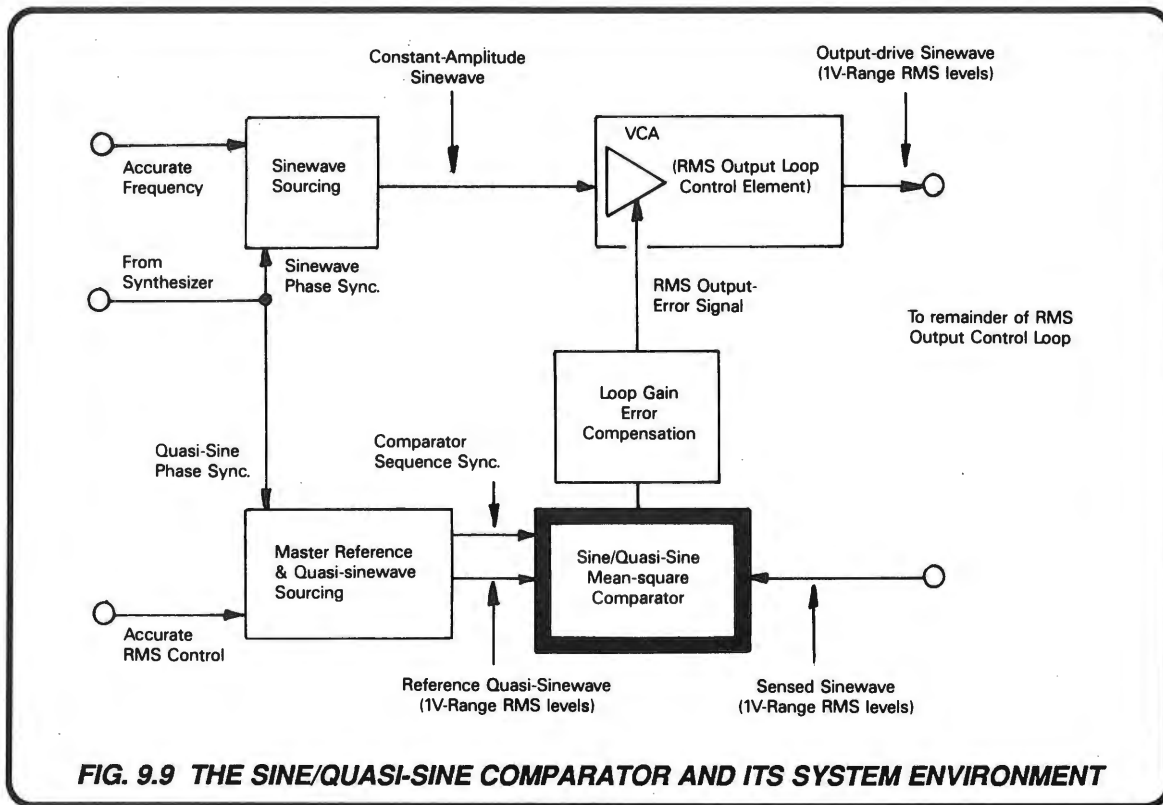 Constant-Amplitude
Sinewave
Output-drive Sinewave
(1V-Range RMS levels)
Accurate
Frequency
Sinewave
Sourcing
VCA
(RMS Output Loop
Control Element)
From
Synthesizer
Sinewave
Phase Sync.
RMS Output-
Error Signal
To remainder of RMS
Output Control Loop
Loop Gain
Error
Compensation
Quasi-Sine
Phase Sync.
Comparator
Sequence Sync.
Master Reference
& Quasi-sinewave
Sourcing
Sine/Quasi-Sine
Mean-square
Comparator
Accurate
RMS Control
Reference Quasi-Sinewave
(1V-Range RMS levels)
Sensed Sinewave
(1V-Range RMS levels)
FIG. 9.9 THE SINE/QUASI-SINE COMPARATOR AND ITS SYSTEM ENVIRONMENT